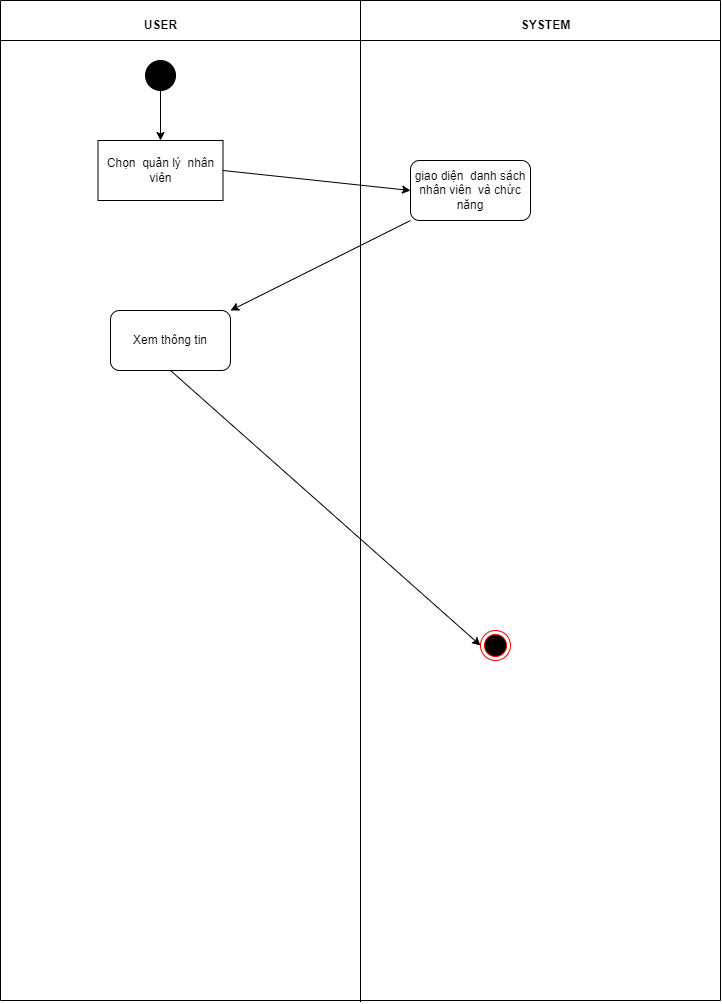 USER
SYSTEM
Chọn quản lý nhân
viên
giao diện danh sách
nhân viên và chức
năng
Xem thông tin